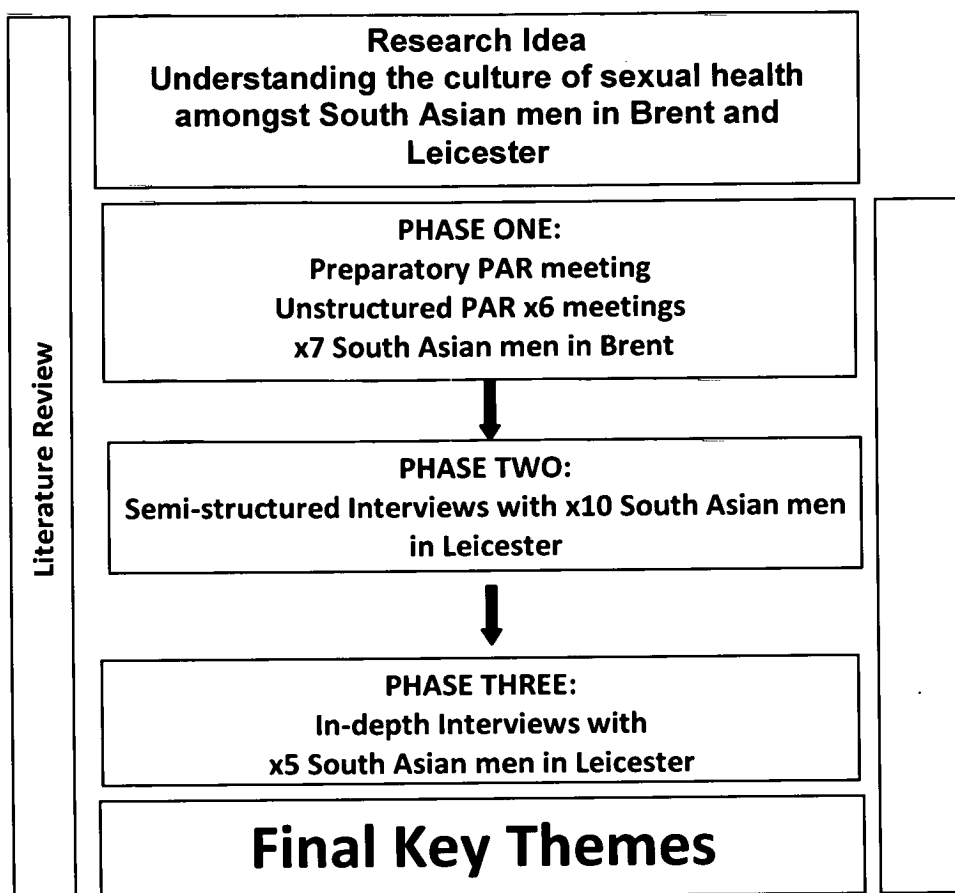 Literature Review
Research Idea
Understanding the culture of sexual health
amongst South Asian men in Brent and
Leicester
PHASE ONE:
Preparatory PAR meeting
Unstructured PAR x6 meetings
x7 South Asian men in Brent
PHASE TWO:
Semi-structured Interviews with x10 South Asian men
in Leicester
PHASE THREE:
In-depth Interviews with
x5 South Asian men in Leicester
Final Key Themes